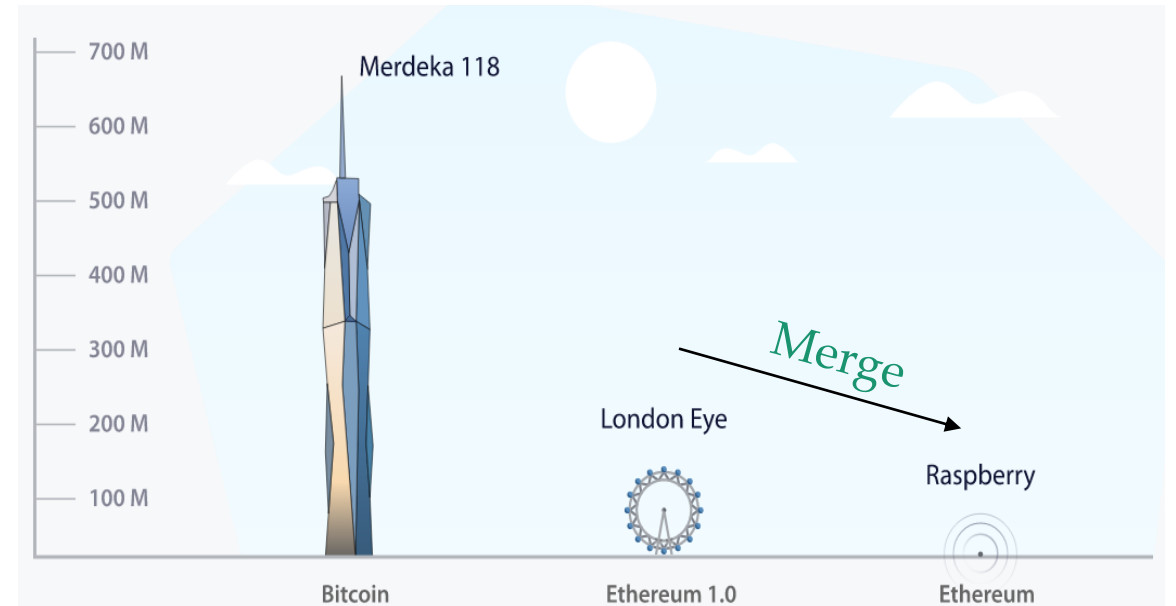 700 M
Merdeka 118
600 M
500 M
400 M
300 M
Merge
200 M
London Eye
Raspberry
100 M
Bitcoin
Ethereum 1.0
Ethereum